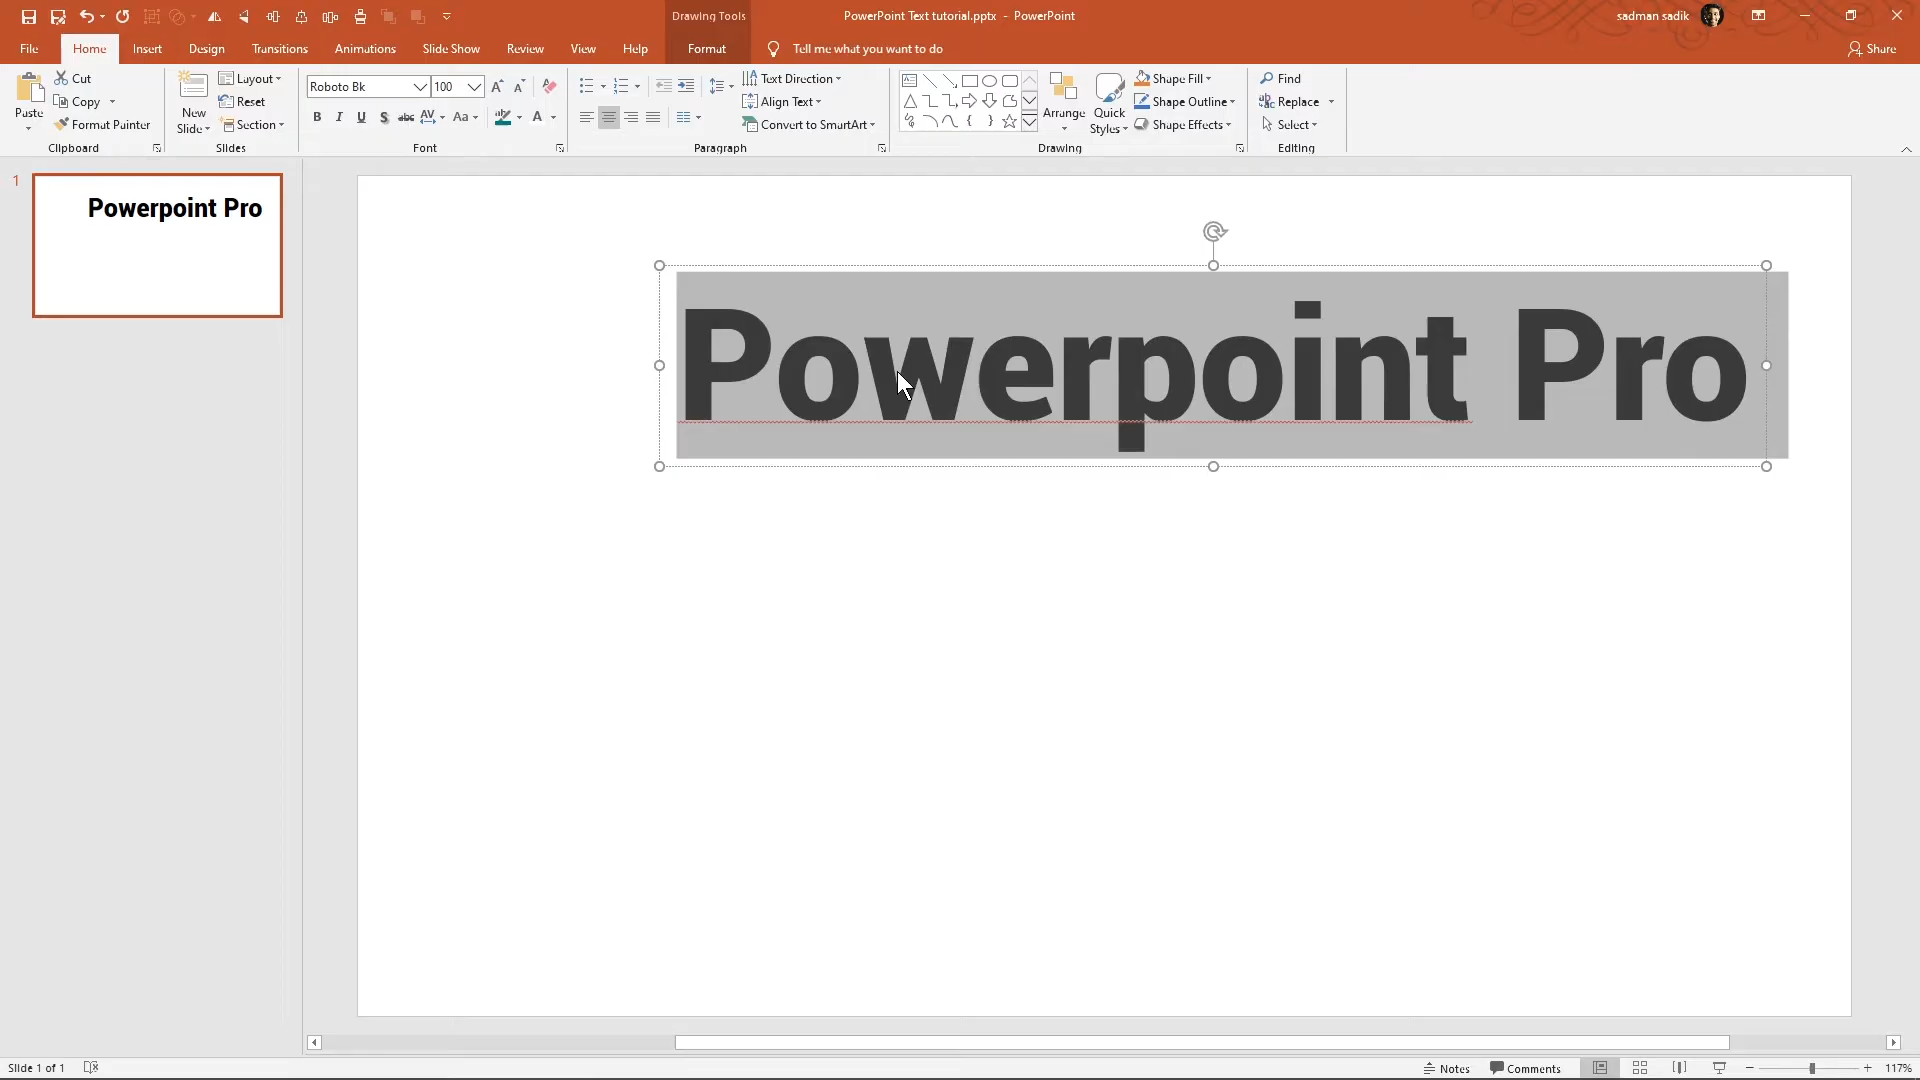 Drawing Tools
PowerPoint Text tutorial.pptx - PowerPoint
sadman sadik
File Home Insert Design Transitions Animations Slide Show Review View Help Format Tell me what you want to do Share
Paste
Cut
Copy
Format Painter
Clipboard
New Slide
Layout
Reset
Section
Slides
Roboto Bk 100
B I U S abc AV Aa A
Font
Text Direction
Align Text
Convert to SmartArt
Paragraph
Arrange
Quick Styles
Shape Fill
Shape Outline
Shape Effects
Drawing
Find
Replace
Select
Editing
1
Powerpoint Pro
Powerpoint Pro
Slide 1 of 1
Notes
Comments
117%